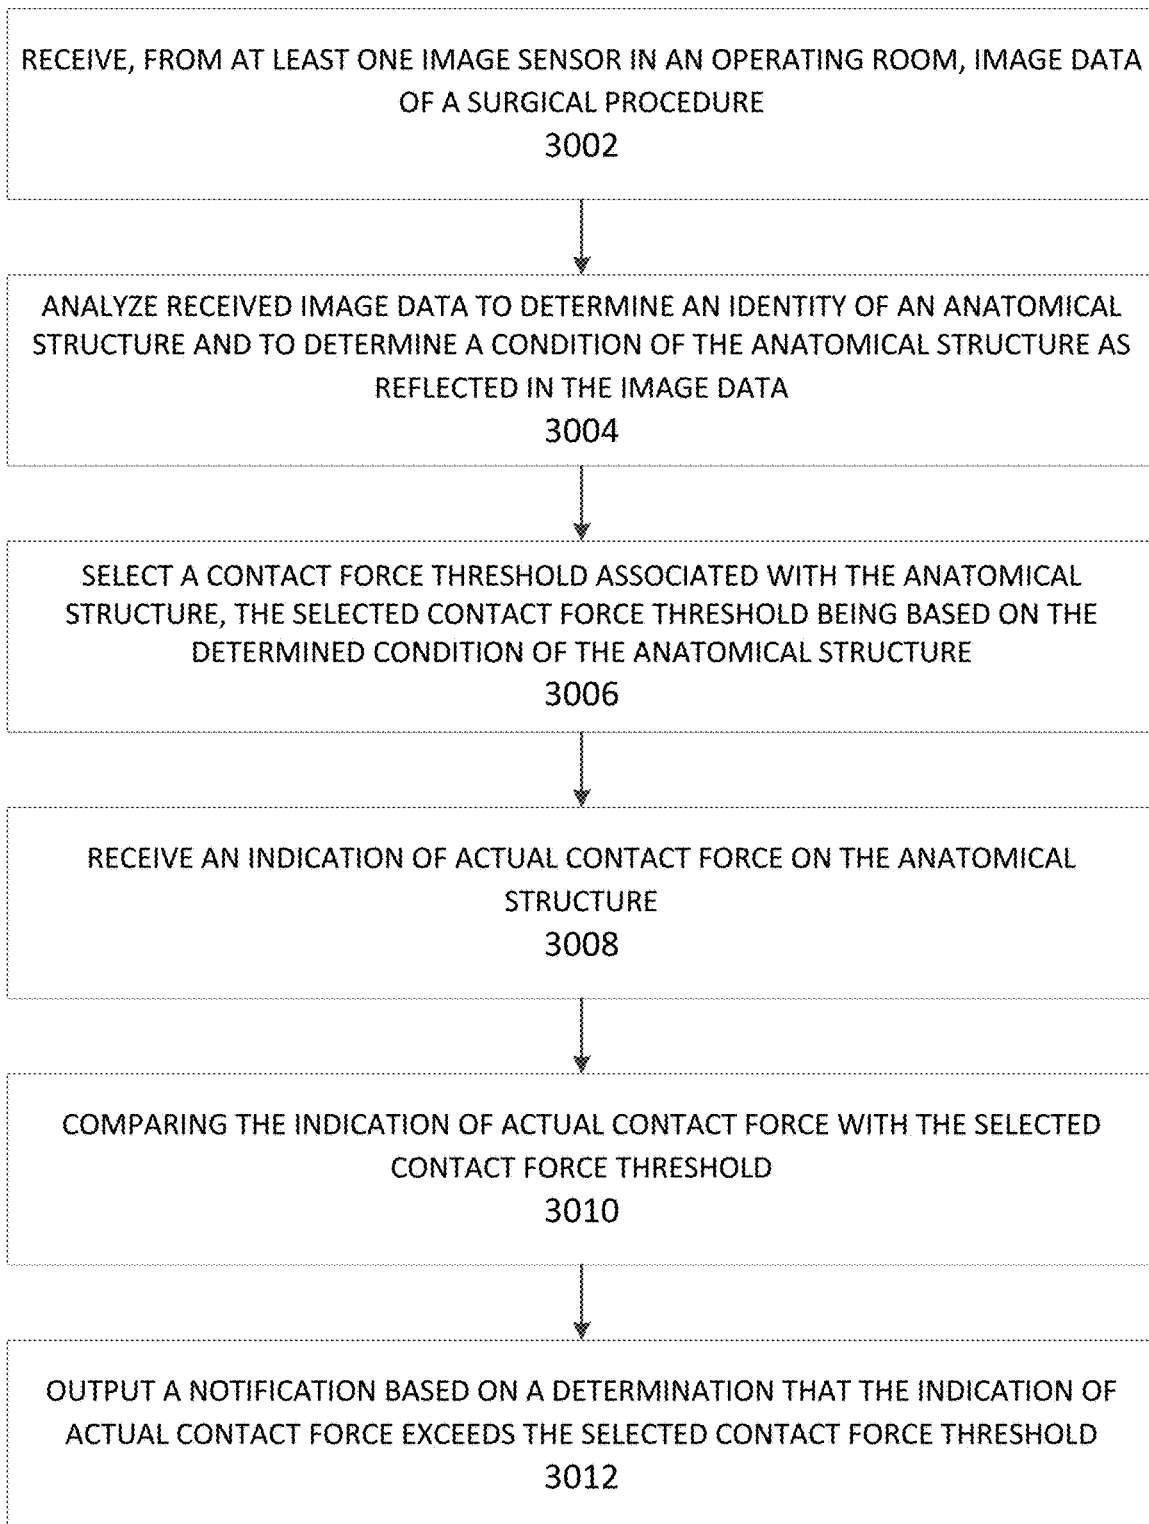 RECEIVE, FROM AT LEAST ONE IMAGE SENSOR IN AN OPERATING ROOM, IMAGE DATA
OF A SURGICAL PROCEDURE
3002
ANALYZE RECEIVED IMAGE DATA TO DETERMINE AN IDENTITY OF AN ANATOMICAL
STRUCTURE AND TO DETERMINE A CONDITION OF THE ANATOMICAL STRUCTURE AS
REFLECTED IN THE IMAGE DATA
3004
SELECT A CONTACT FORCE THRESHOLD ASSOCIATED WITH THE ANATOMICAL
STRUCTURE, THE SELECTED CONTACT FORCE THRESHOLD BEING BASED ON THE
DETERMINED CONDITION OF THE ANATOMICAL STRUCTURE
3006
RECEIVE AN INDICATION OF ACTUAL CONTACT FORCE ON THE ANATOMICAL
STRUCTURE
3008
COMPARING THE INDICATION OF ACTUAL CONTACT FORCE WITH THE SELECTED
CONTACT FORCE THRESHOLD
3010
OUTPUT A NOTIFICATION BASED ON A DETERMINATION THAT THE INDICATION OF
ACTUAL CONTACT FORCE EXCEEDS THE SELECTED CONTACT FORCE THRESHOLD
3012